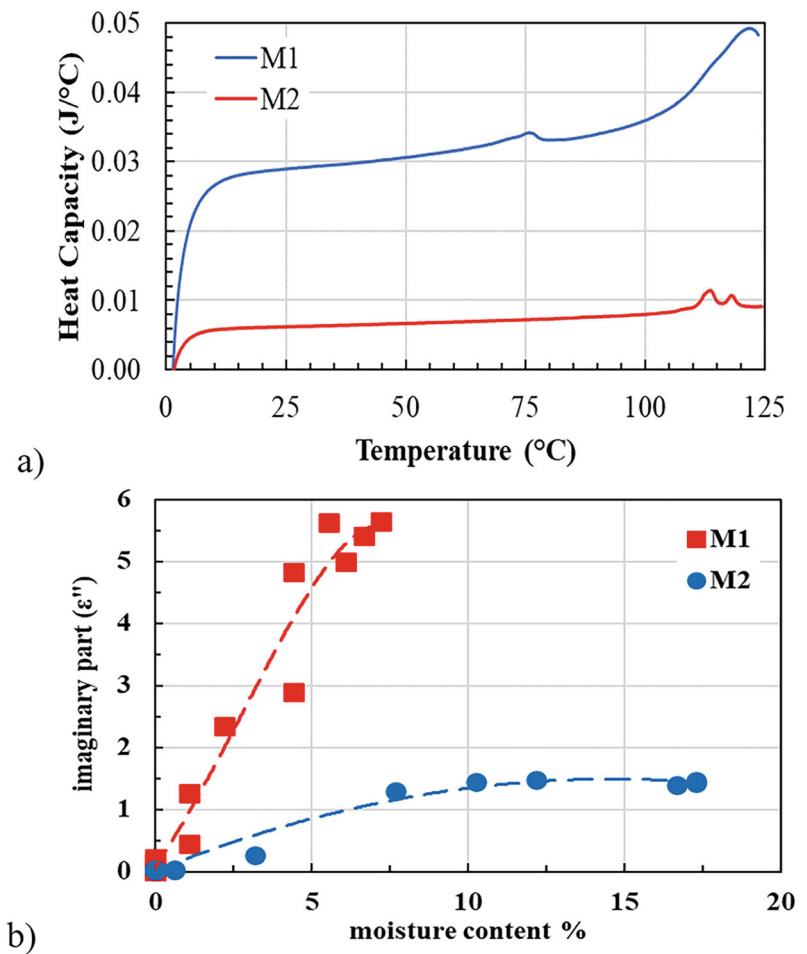 0.05
0.04
0.03
0.02
0.01
0.00
Heat Capacity (J/°C)
M1
M2
0 25 50 75 100 125
Temperature (°C)
a)
6
5
4
3
2
1
0
imaginary part (ε")
M1
M2
0 5 10 15 20
moisture content %
b)